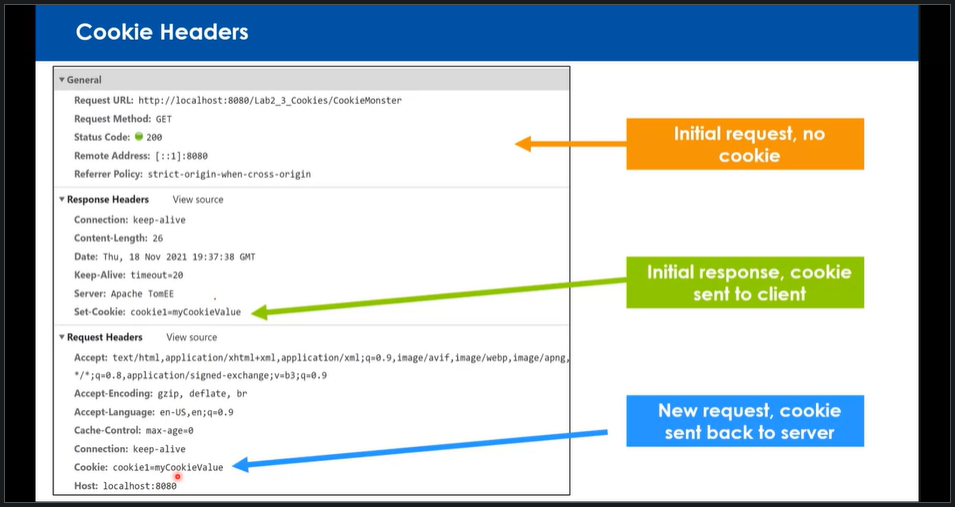 Cookie Headers
General
Request URL: http://localhost:8080/Lab2_3_Cookies/CookieMonster
Request Method: GET
Status Code: 200
Remote Address: [::1]:8080
Referrer Policy: strict-origin-when-cross-origin
Initial request, no
cookie
Response Headers View source
Connection: keep-alive
Content-Length: 26
Date: Thu, 18 Nov 2021 19:37:38 GMT
Keep-Alive: timeout=20
Server: Apache TomEE
Set-Cookie: cookie1=myCookieValue
Initial response, cookie
sent to client
Request Headers View source
Accept: text/html,application/xhtml+xml,application/xml;q=0.9,image/avif,image/webp,image/apng,
*/*;q=0.8,application/signed-exchange;v=b3;q=0.9
Accept-Encoding: gzip, deflate, br
Accept-Language: en-US,en;q=0.9
Cache-Control: max-age=0
Connection: keep-alive
Cookie: cookie1=myCookieValue
Host: localhost:8080
New request, cookie
sent back to server